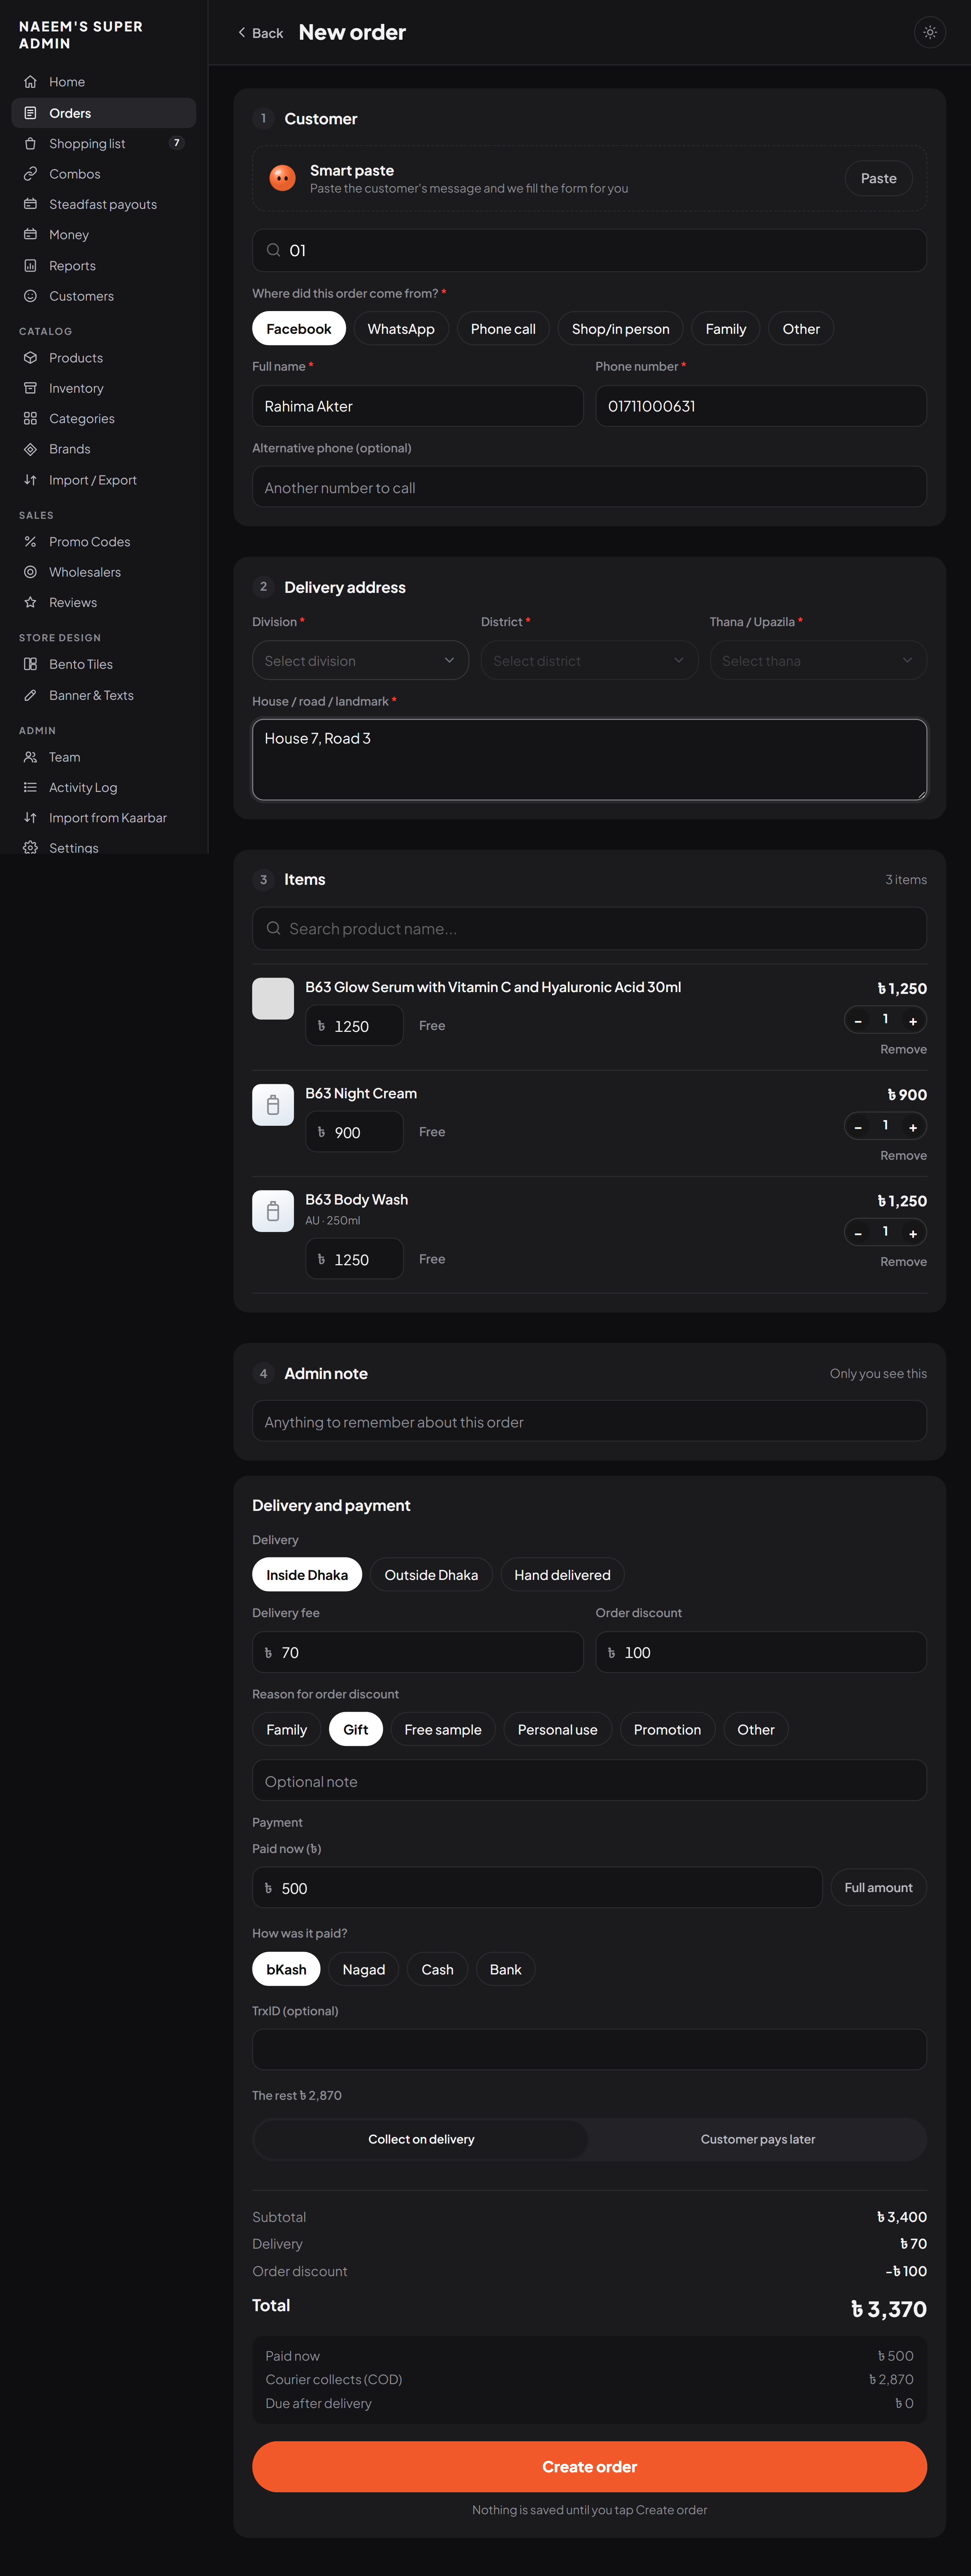 NAEEM'S SUPER
ADMIN
Home
Orders
Shopping list 7
Combos
Steadfast payouts
Money
Reports
Customers
CATALOG
Products
Inventory
Categories
Brands
Import / Export
SALES
Promo Codes
Wholesalers
Reviews
STORE DESIGN
Bento Tiles
Banner & Texts
ADMIN
Team
Activity Log
Import from Kaarbar
Settings
Back New order
1 Customer
Smart paste
Paste the customer's message and we fill the form for you
Paste
01
Where did this order come from? *
Facebook WhatsApp Phone call Shop/in person Family Other
Full name * Phone number *
Rahima Akter 01711000631
Alternative phone (optional)
Another number to call
2 Delivery address
Division * District * Thana / Upazila *
Select division Select district Select thana
House / road / landmark *
House 7, Road 3
3 Items 3 items
Search product name...
B63 Glow Serum with Vitamin C and Hyaluronic Acid 30ml ৳ 1,250
৳ 1250 Free − 1 +
Remove
B63 Night Cream ৳ 900
৳ 900 Free − 1 +
Remove
B63 Body Wash ৳ 1,250
AU · 250ml
− 1 +
৳ 1250 Free Remove
4 Admin note Only you see this
Anything to remember about this order
Delivery and payment
Delivery
Inside Dhaka Outside Dhaka Hand delivered
Delivery fee Order discount
৳ 70 ৳ 100
Reason for order discount
Family Gift Free sample Personal use Promotion Other
Optional note
Payment
Paid now (৳)
৳ 500 Full amount
How was it paid?
bKash Nagad Cash Bank
TrxID (optional)
The rest ৳ 2,870
Collect on delivery Customer pays later
Subtotal ৳ 3,400
Delivery ৳ 70
Order discount -৳ 100
Total ৳ 3,370
Paid now ৳ 500
Courier collects (COD) ৳ 2,870
Due after delivery ৳ 0
Create order
Nothing is saved until you tap Create order